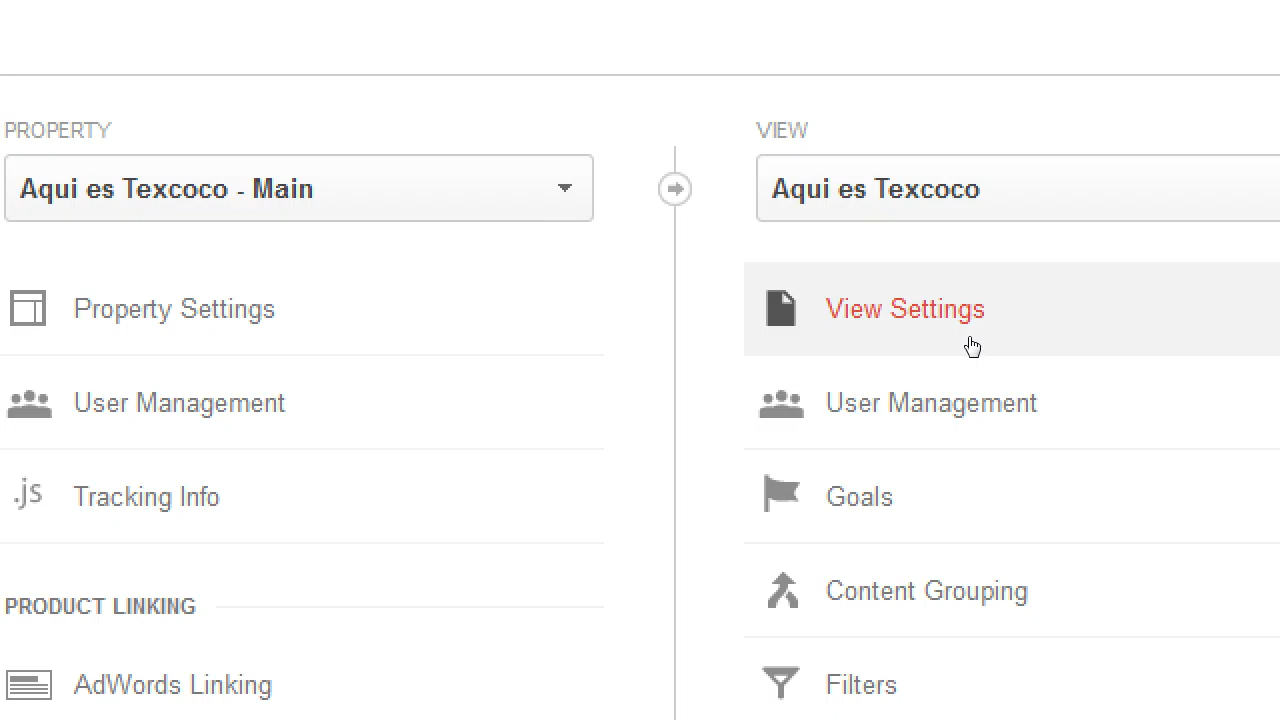 PROPERTY
Aqui es Texcoco - Main
Property Settings
User Management
.js Tracking Info
PRODUCT LINKING
AdWords Linking
VIEW
Aqui es Texcoco
View Settings
User Management
Goals
Content Grouping
Filters